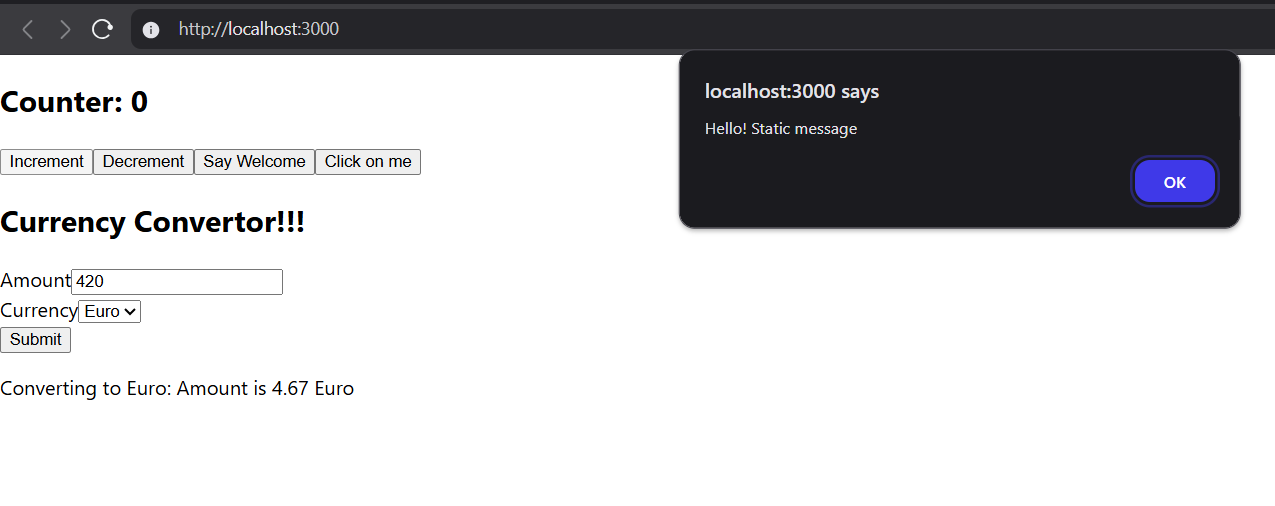 http://localhost:3000
localhost:3000 says
Hello! Static message
OK
Counter: 0
Increment Decrement Say Welcome Click on me
Currency Convertor!!!
Amount 420
Currency Euro
Submit
Converting to Euro: Amount is 4.67 Euro